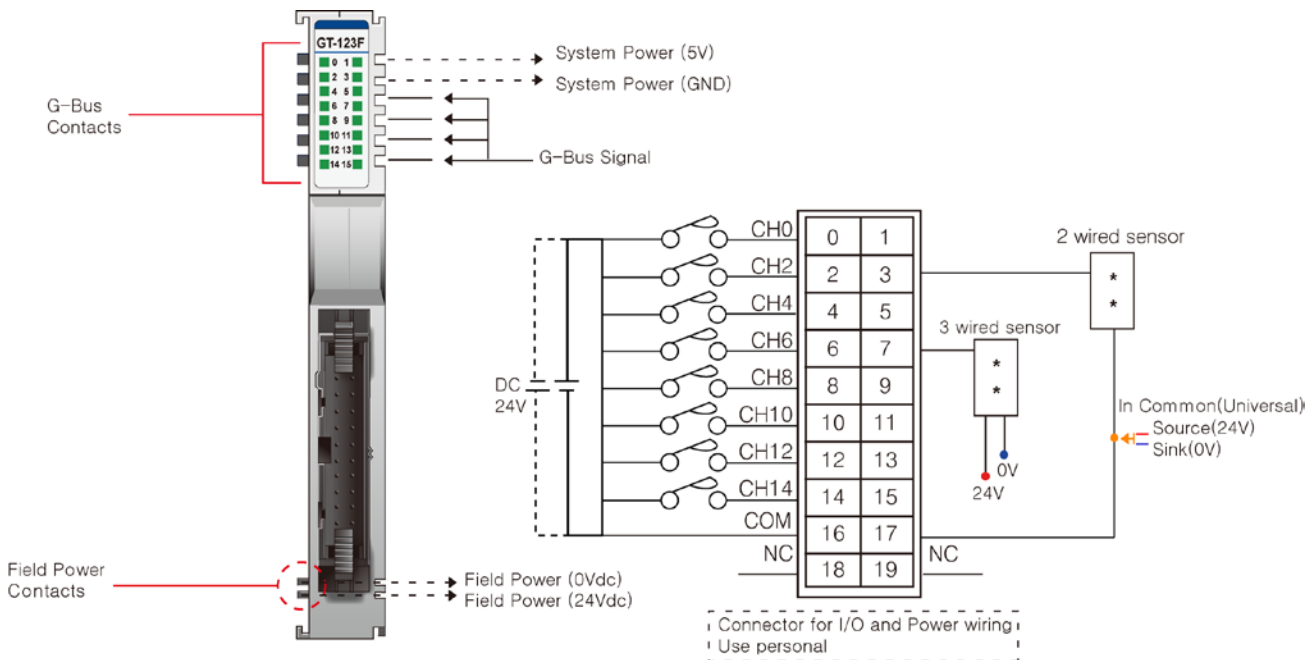 GT-123F
0 1
2 3
4 5
6 7
8 9
10 11
12 13
14 15
G-Bus
Contacts
System Power (5V)
System Power (GND)
G-Bus Signal
CH0
CH2
CH4
CH6
CH8
CH10
CH12
CH14
COM
NC
DC
24V
0 1
2 3
4 5
6 7
8 9
10 11
12 13
14 15
16 17
18 19
NC
2 wired sensor
*
*
3 wired sensor
*
*
0V
24V
In Common(Universal)
Source(24V)
Sink(0V)
Field Power
Contacts
Field Power (0Vdc)
Field Power (24Vdc)
Connector for I/O and Power wiring
Use personal